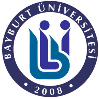 BAYBURT ÜNİVERSİTESİ
• 2008 •